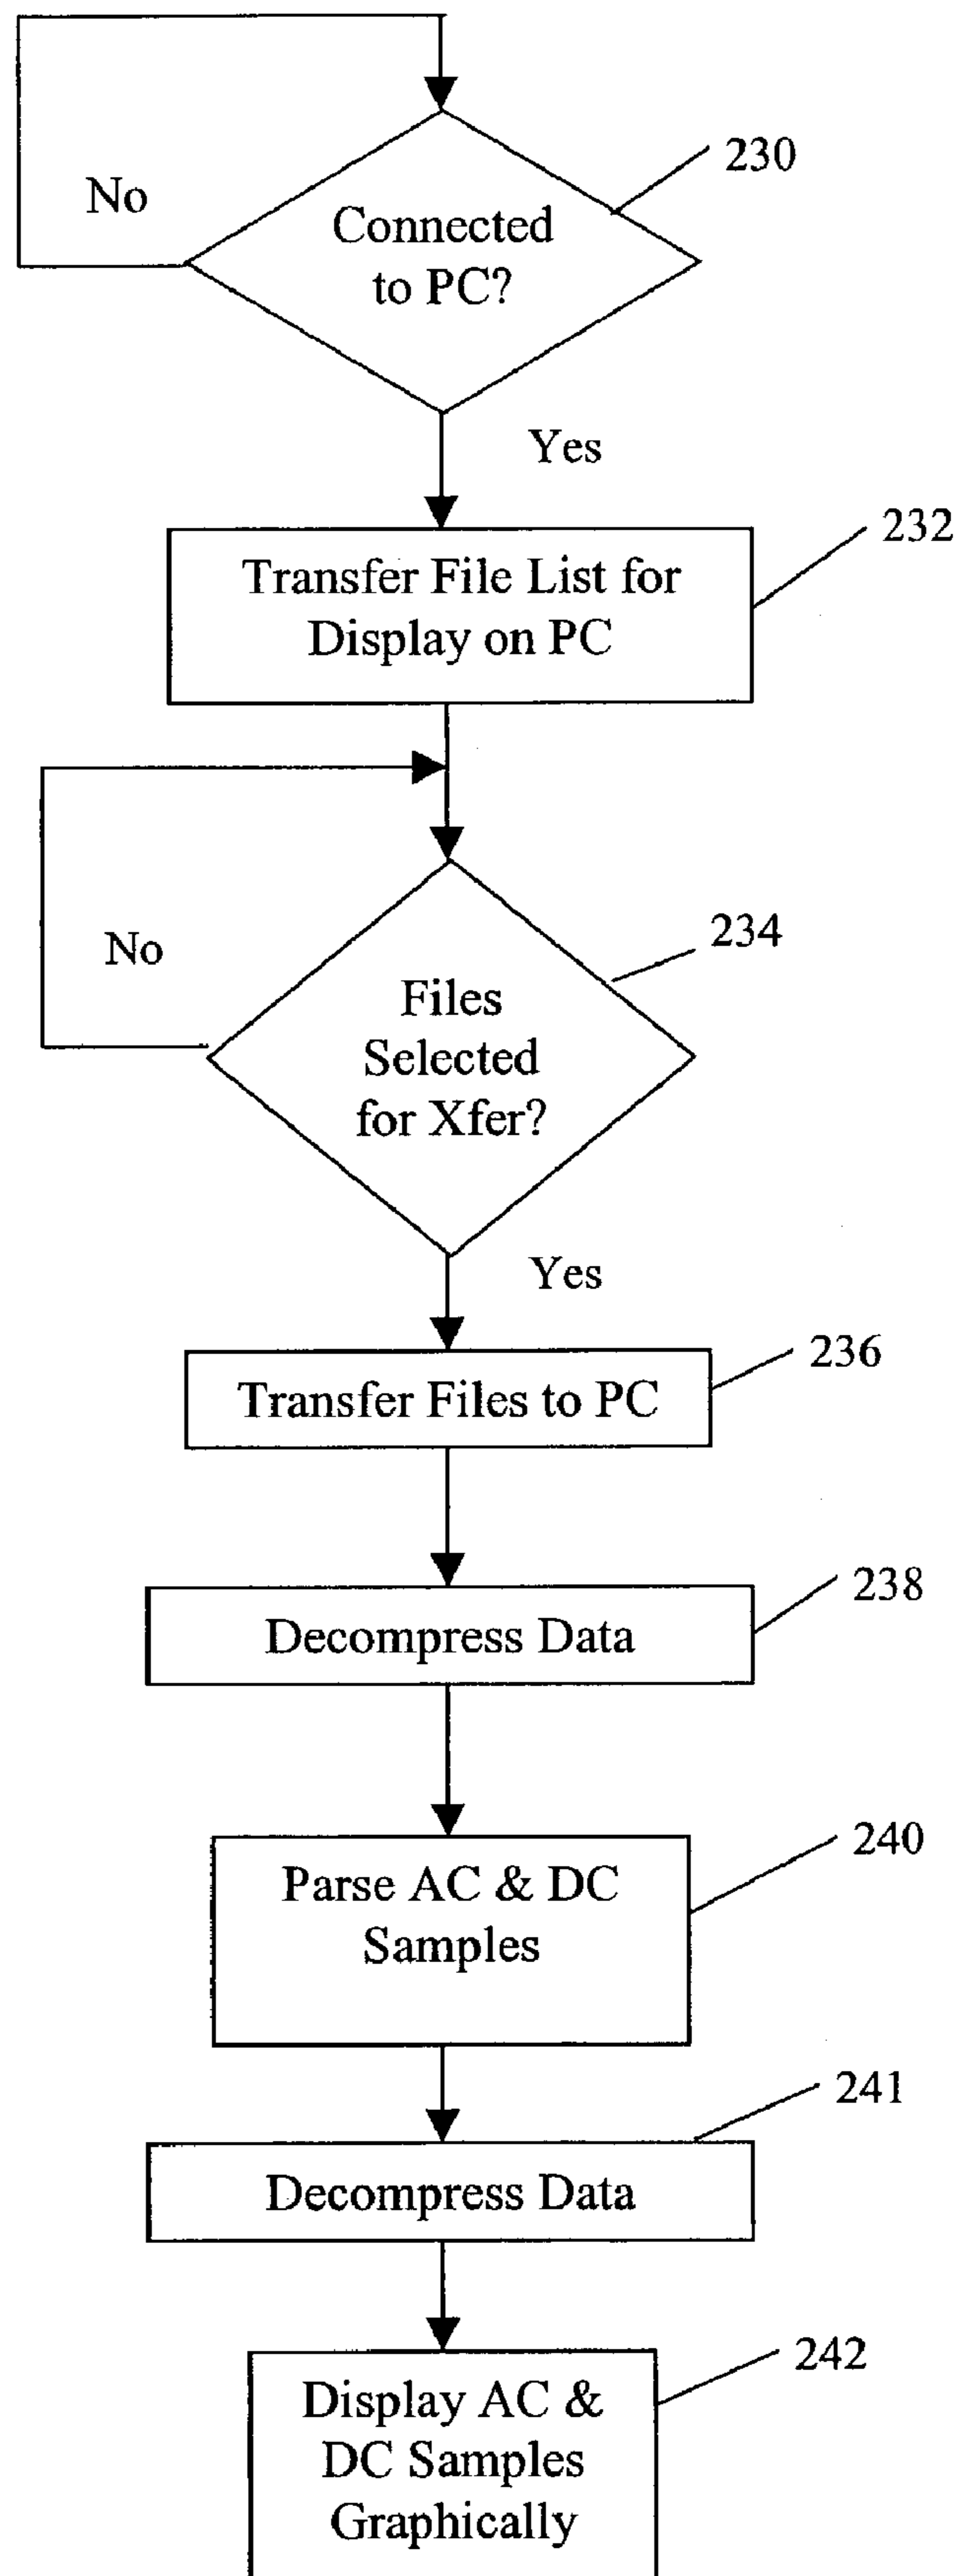 230
No
Connected
to PC?
Yes
232
Transfer File List for
Display on PC
234
No
Files
Selected
for Xfer?
Yes
236
Transfer Files to PC
238
Decompress Data
240
Parse AC & DC
Samples
241
Decompress Data
242
Display AC &
DC Samples
Graphically